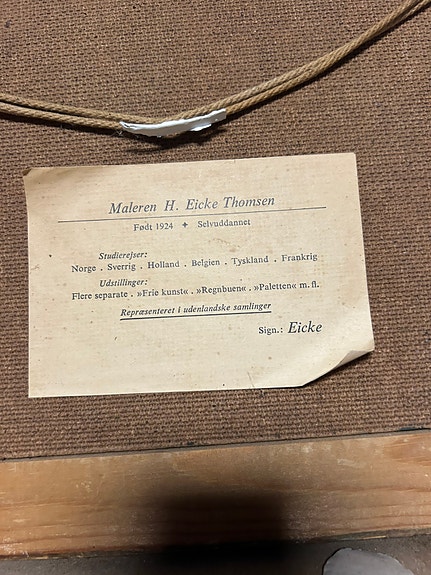 Maleren H. Eicke Thomsen
Født 1924 ✦ Selvuddannet
Studierejser:
Norge . Sverrig . Holland . Belgien . Tyskland . Frankrig
Udstillinger:
Flere separate . »Frie kunst« . »Regnbuen« . »Paletten« m. fl.
Repræsenteret i udenlandske samlinger
Sign.: Eicke